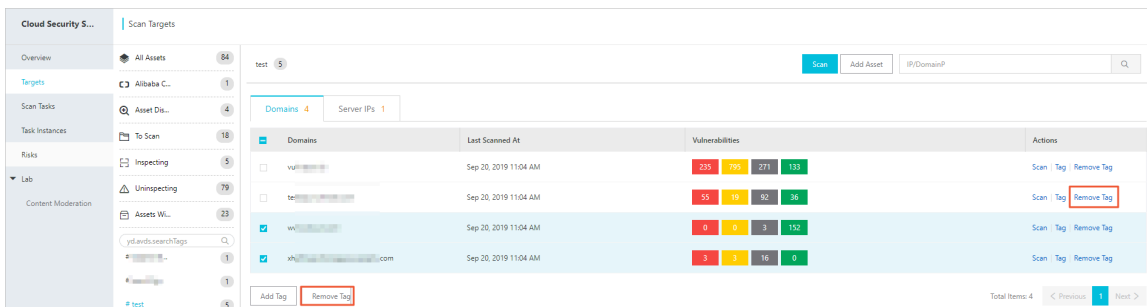 Cloud Security S...
Scan Targets
Overview
Targets
Scan Tasks
Task Instances
Risks
Lab
Content Moderation
All Assets 84
Alibaba C... 1
Asset Dis... 4
To Scan 18
Inspecting 5
Uninspecting 79
Assets Wi... 23
yd.avds.searchTags
# 1
# 1
# test 5
test 5
Scan Add Asset IP/DomainP
Domains 4 Server IPs 1
Domains Last Scanned At Vulnerabilities Actions
Sep 20, 2019 11:04 AM 235 795 271 133 Scan Tag Remove Tag
Sep 20, 2019 11:04 AM 55 19 92 36 Scan Tag Remove Tag
Sep 20, 2019 11:04 AM 0 0 3 152 Scan Tag Remove Tag
.com Sep 20, 2019 11:04 AM 3 3 16 0 Scan Tag Remove Tag
Add Tag Remove Tag Total Items: 4 < Previous 1 Next >